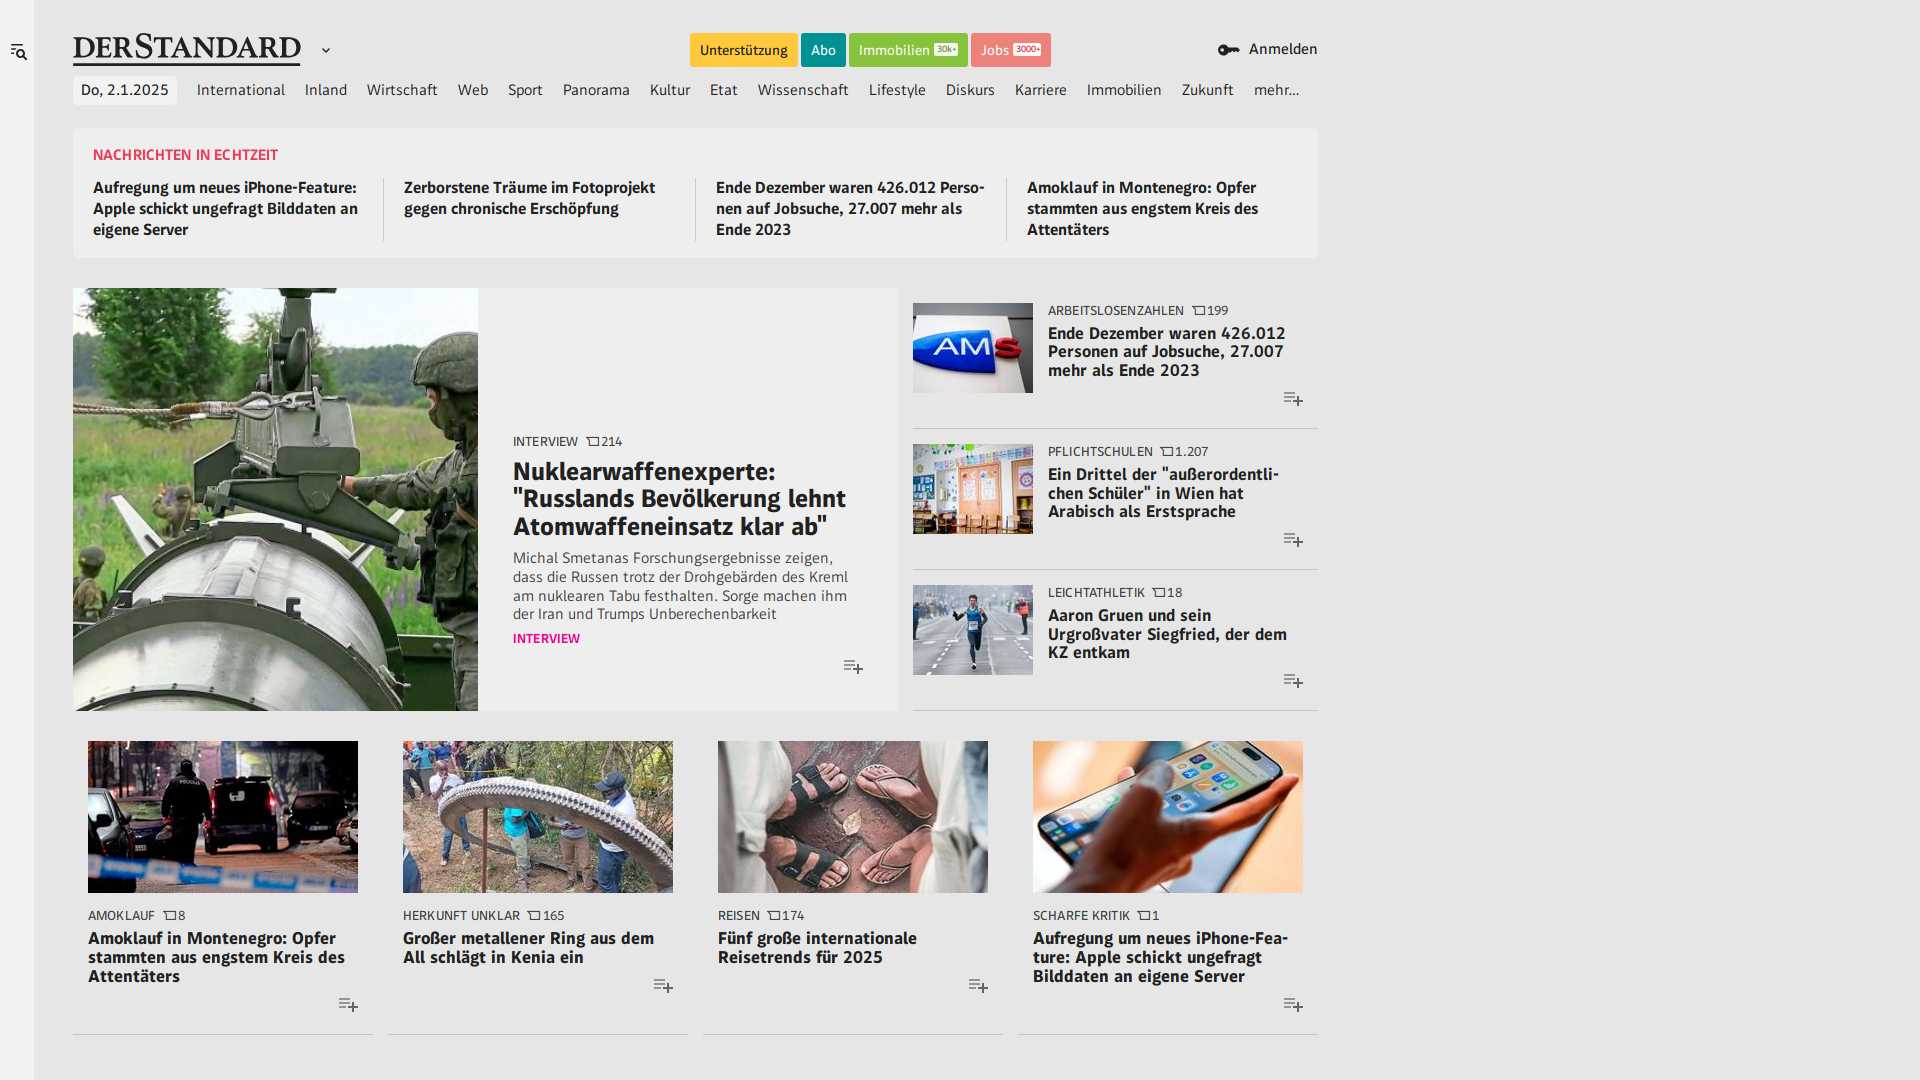 DERSTANDARD
Unterstützung
Abo
Immobilien 30k+
Jobs 3000+
Anmelden
Do, 2.1.2025
International
Inland
Wirtschaft
Web
Sport
Panorama
Kultur
Etat
Wissenschaft
Lifestyle
Diskurs
Karriere
Immobilien
Zukunft
mehr...
NACHRICHTEN IN ECHTZEIT
Aufregung um neues iPhone-Feature:
Apple schickt ungefragt Bilddaten an
eigene Server
Zerborstene Träume im Fotoprojekt
gegen chronische Erschöpfung
Ende Dezember waren 426.012 Perso-
nen auf Jobsuche, 27.007 mehr als
Ende 2023
Amoklauf in Montenegro: Opfer
stammten aus engstem Kreis des
Attentäters
INTERVIEW 214
Nuklearwaffenexperte:
"Russlands Bevölkerung lehnt
Atomwaffeneinsatz klar ab"
Michal Smetanas Forschungsergebnisse zeigen,
dass die Russen trotz der Drohgebärden des Kreml
am nuklearen Tabu festhalten. Sorge machen ihm
der Iran und Trumps Unberechenbarkeit
INTERVIEW
AMS
ARBEITSLOSENZAHLEN 199
Ende Dezember waren 426.012
Personen auf Jobsuche, 27.007
mehr als Ende 2023
PFLICHTSCHULEN 1.207
Ein Drittel der "außerordentli-
chen Schüler" in Wien hat
Arabisch als Erstsprache
LEICHTATHLETIK 18
Aaron Gruen und sein
Urgroßvater Siegfried, der dem
KZ entkam
AMOKLAUF 8
Amoklauf in Montenegro: Opfer
stammten aus engstem Kreis des
Attentäters
HERKUNFT UNKLAR 165
Großer metallener Ring aus dem
All schlägt in Kenia ein
REISEN 174
Fünf große internationale
Reisetrends für 2025
SCHARFE KRITIK 1
Aufregung um neues iPhone-Fea-
ture: Apple schickt ungefragt
Bilddaten an eigene Server